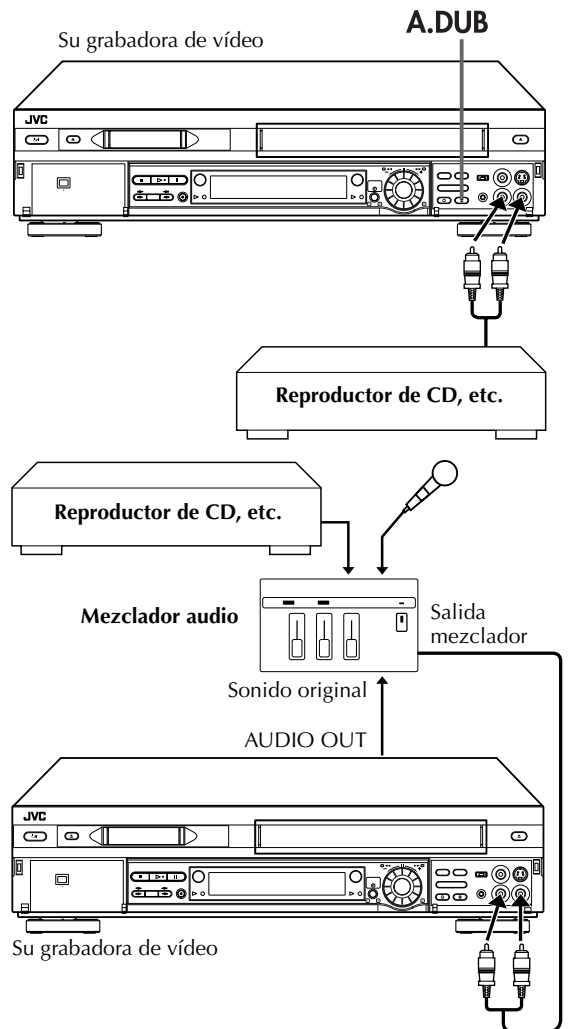 Su grabadora de vídeo
A.DUB
JVC
Reproductor de CD, etc.
Reproductor de CD, etc.
Mezclador audio
Salida
mezclador
Sonido original
AUDIO OUT
JVC
Su grabadora de vídeo